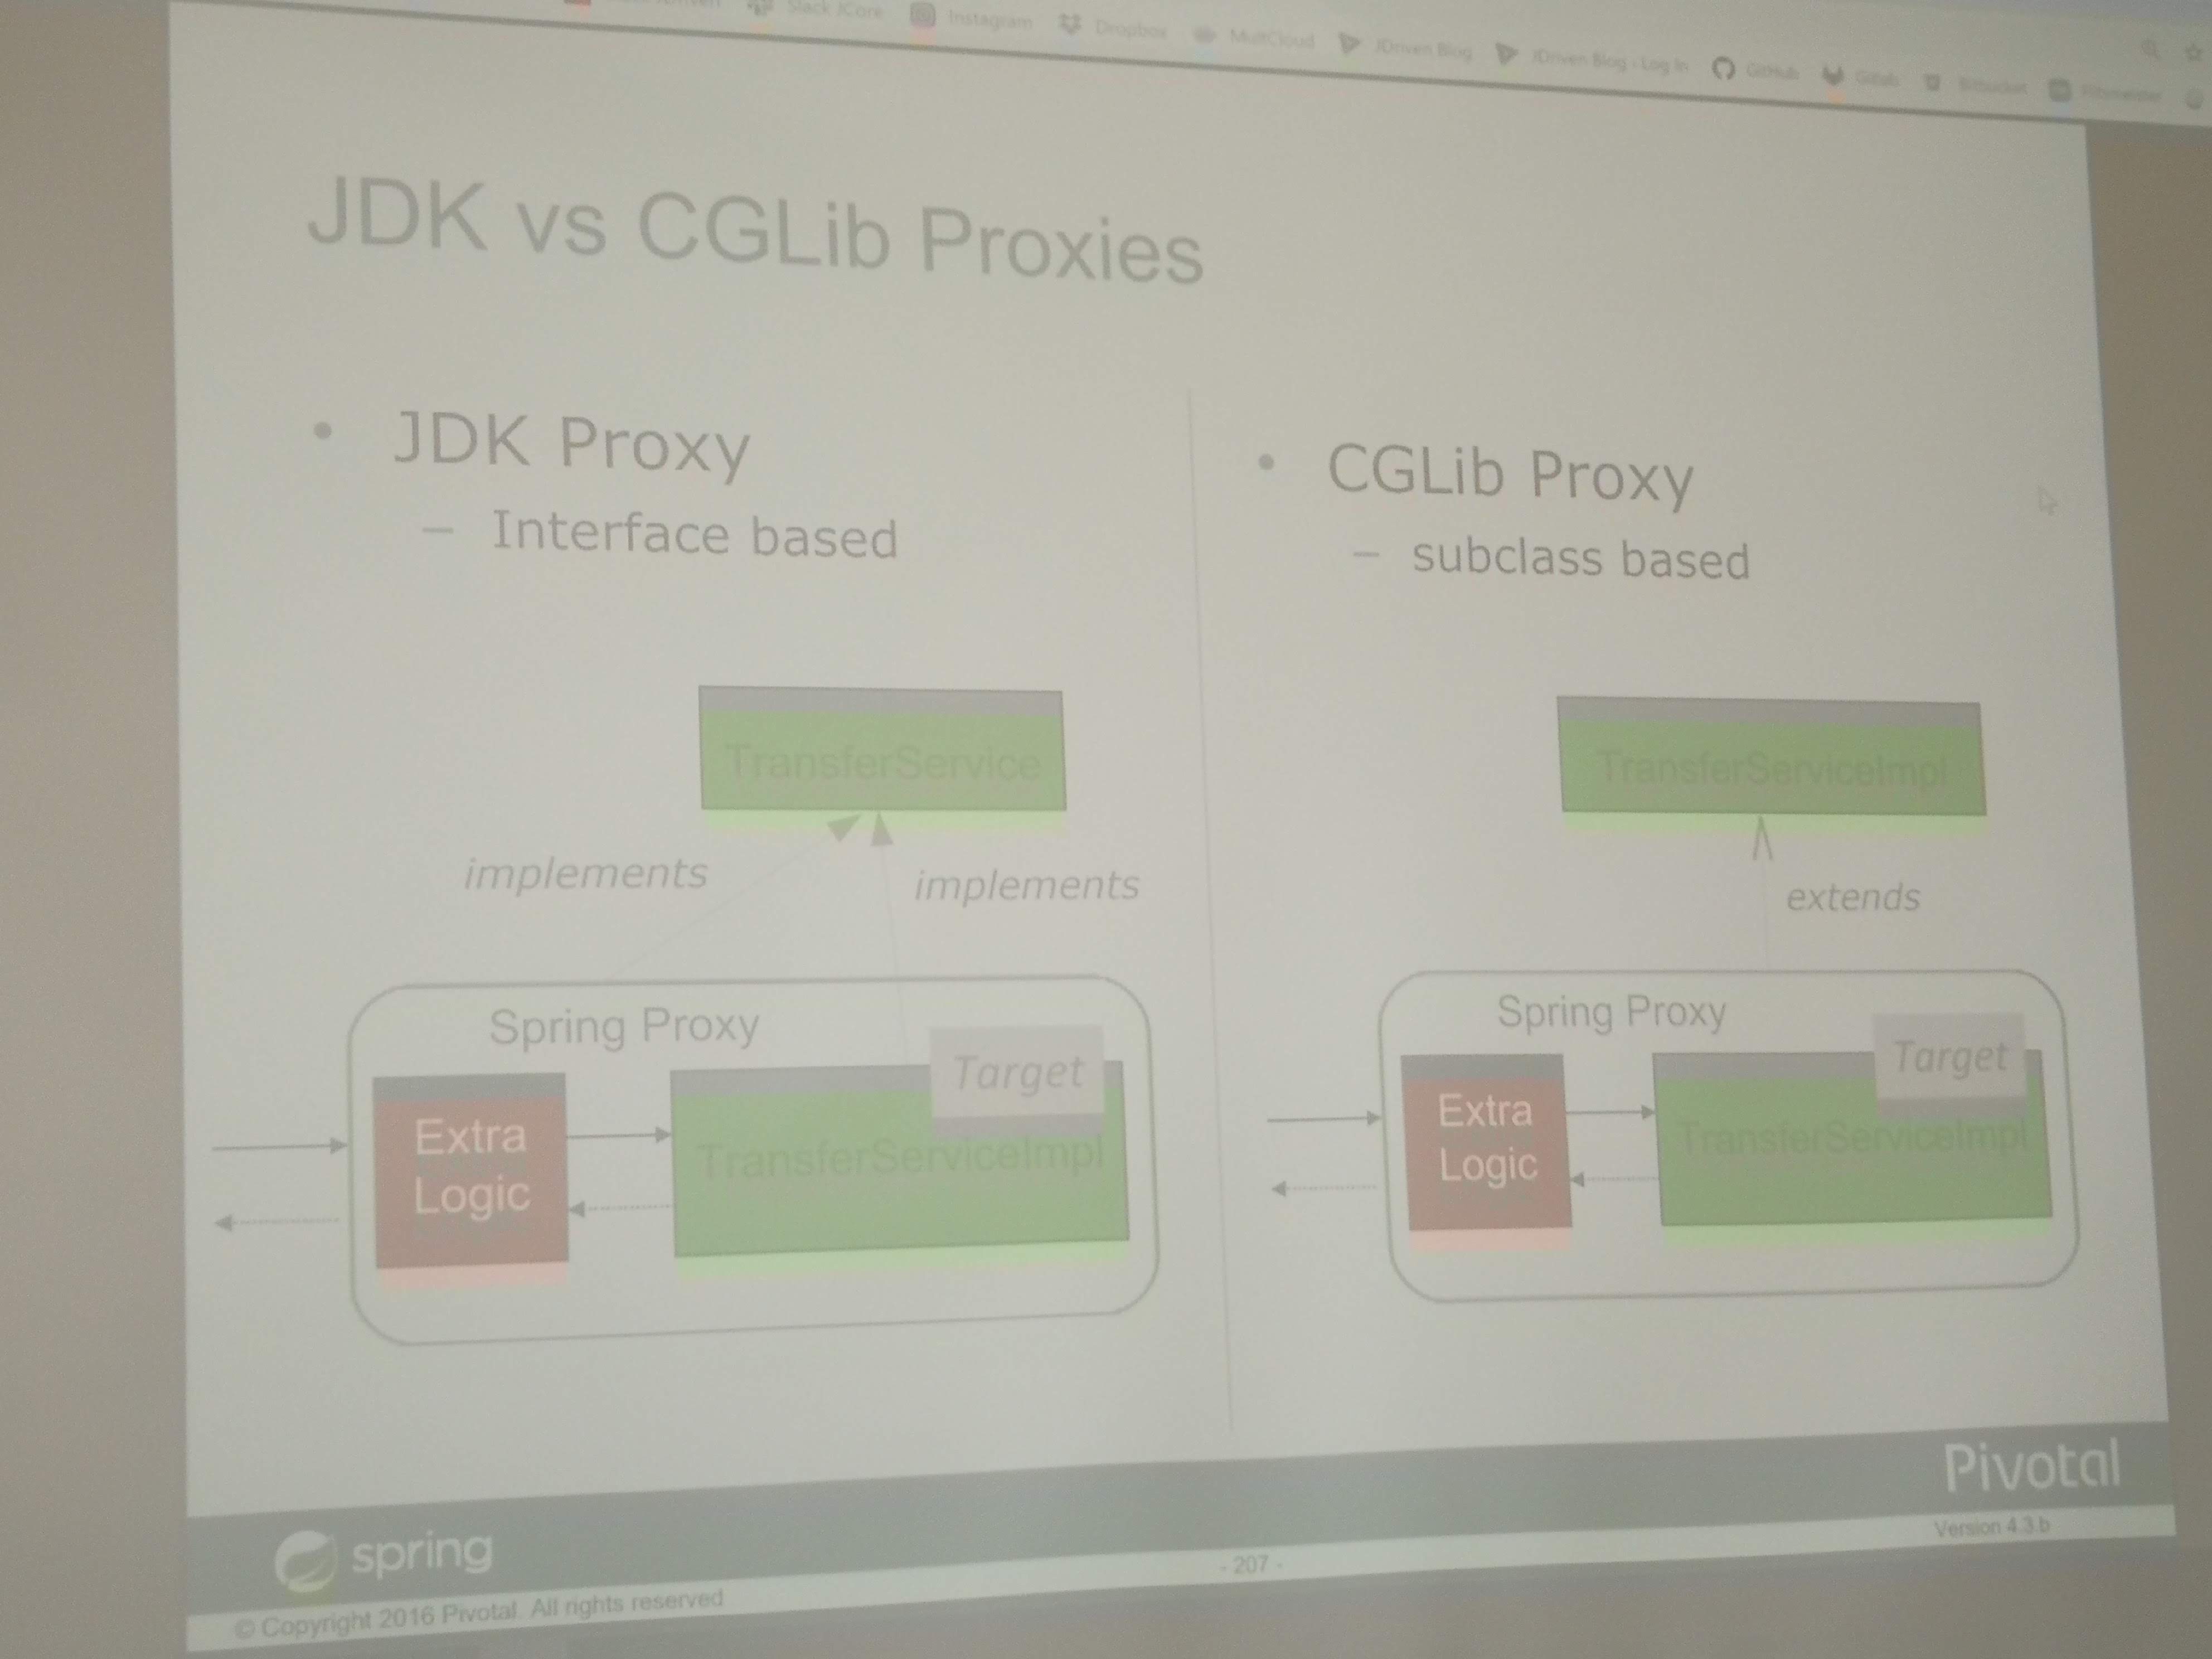 Slack JCore Instagram Dropbox MultCloud JDriven Blog JDriven Blog - Log In GitHub Gitlab Bitbucket
JDK vs CGLib Proxies
• JDK Proxy
– Interface based
TransferService
implements
implements
Spring Proxy
Target
Extra
Logic
TransferServiceImpl
• CGLib Proxy
– subclass based
TransferServiceImpl
extends
Spring Proxy
Target
Extra
Logic
TransferServiceImpl
Pivotal
spring
Version 4.3.b
- 207 -
© Copyright 2016 Pivotal. All rights reserved